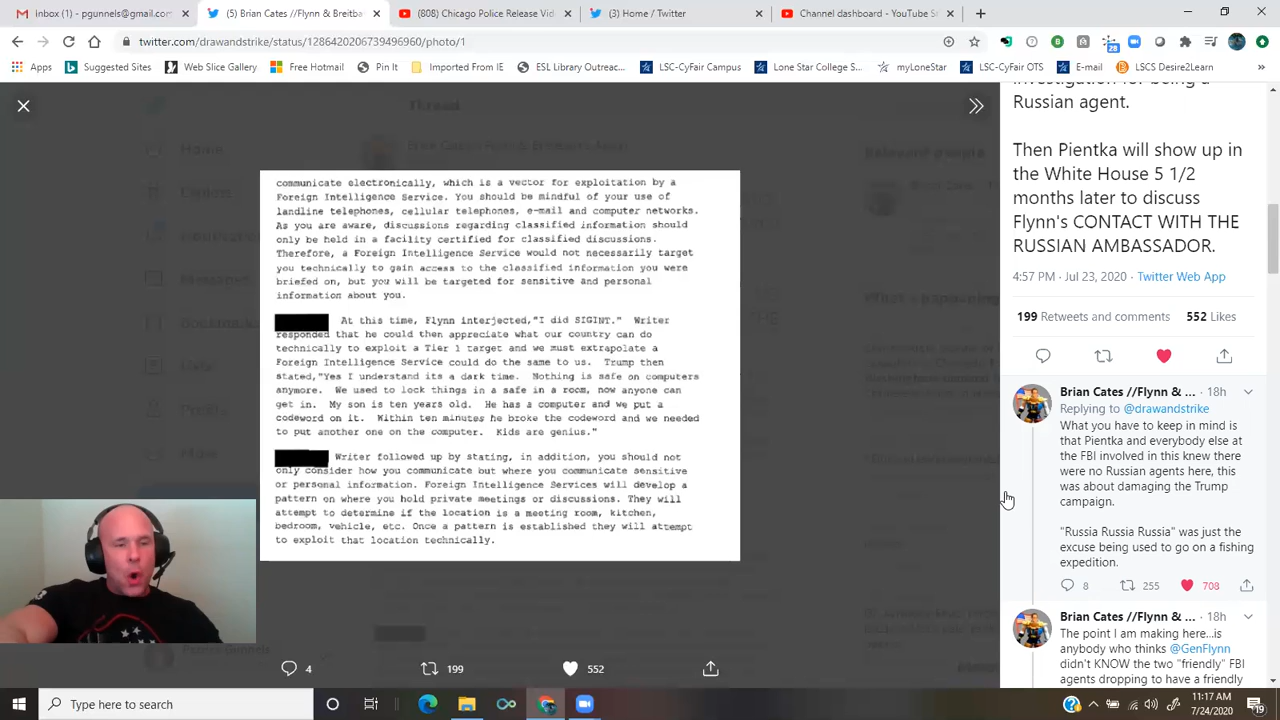 Inbox (1) - pnunnels@gmail.com
(5) Brian Cates //Flynn & Breitba
(808) Chicago Police Release Vid
(3) Home / Twitter
Channel dashboard - YouTube S
twitter.com/drawandstrike/status/1286420206739496960/photo/1
28
Apps
Suggested Sites
Web Slice Gallery
Free Hotmail
Pin It
Imported From IE
ESL Library Outreac...
LSC-CyFair Campus
Lone Star College S...
myLoneStar
LSC-CyFair OTS
E-mail
LSCS Desire2Learn
Thread
Home
communicate electronically, which is a vector for exploitation by a
Foreign Intelligence Service. You should be mindful of your use of
landline telephones, cellular telephones, e-mail and computer networks.
As you are aware, discussions regarding classified information should
only be held in a facility certified for classified discussions.
Therefore, a Foreign Intelligence Service would not necessarily target
you technically to gain access to the classified information you were
briefed on, but you will be targeted for sensitive and personal
information about you.
At this time, Flynn interjected,"I did SIGINT." Writer
responded that he could then appreciate what our country can do
technically to exploit a Tier 1 target and we must extrapolate a
Foreign Intelligence Service could do the same to us. Trump then
stated,"Yes I understand its a dark time. Nothing is safe on computers
anymore. We used to lock things in a safe in a room, now anyone can
get in. My son is ten years old. He has a computer and we put a
codeword on it. Within ten minutes he broke the codeword and we needed
to put another one on the computer. Kids are genius."
Writer followed up by stating, in addition, you should not
only consider how you communicate but where you communicate sensitive
or personal information. Foreign Intelligence Services will develop a
pattern on where you hold private meetings or discussions. They will
attempt to determine if the location is a meeting room, kitchen,
bedroom, vehicle, etc. Once a pattern is established they will attempt
to exploit that location technically.
4
199
552
investigation for being a
Russian agent.
Then Pientka will show up in
the White House 5 1/2
months later to discuss
Flynn's CONTACT WITH THE
RUSSIAN AMBASSADOR.
4:57 PM · Jul 23, 2020 · Twitter Web App
199 Retweets and comments 552 Likes
Brian Cates //Flynn & ... · 18h
Replying to @drawandstrike
What you have to keep in mind is
that Pientka and everybody else at
the FBI involved in this knew there
were no Russian agents here, this
was about damaging the Trump
campaign.
"Russia Russia Russia" was just the
excuse being used to go on a fishing
expedition.
8
255
708
Brian Cates //Flynn & ... · 18h
The point I am making here...is
anybody who thinks @GenFlynn
didn't KNOW the two "friendly" FBI
agents dropping to have a friendly
Type here to search
11:17 AM
7/24/2020
19